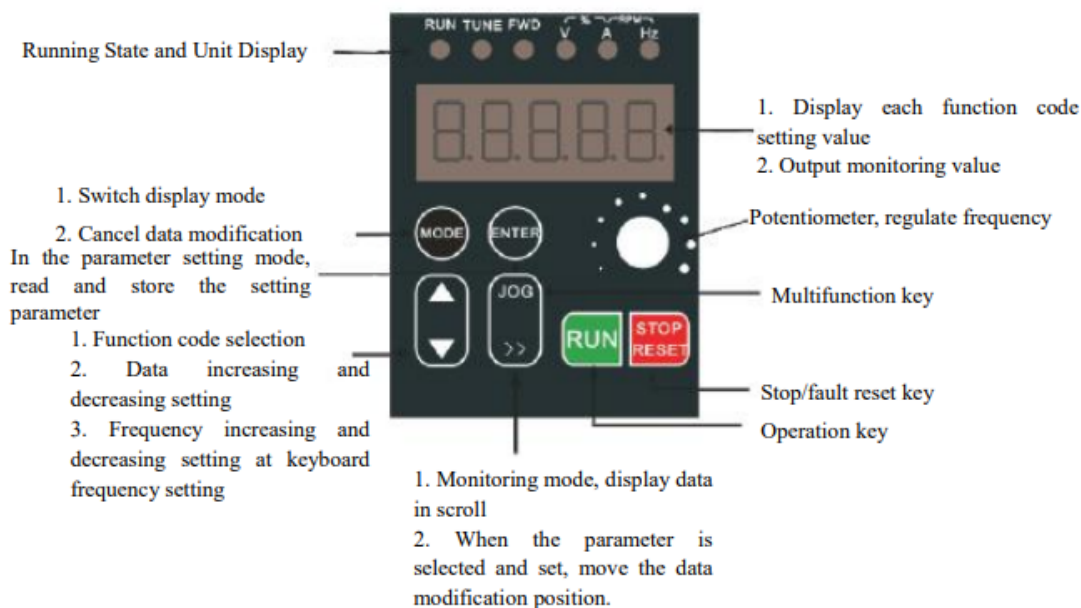 RUN TUNE FWD
% RPM
V A Hz
Running State and Unit Display
1. Display each function code
setting value
2. Output monitoring value
1. Switch display mode
2. Cancel data modification
MODE
ENTER
Potentiometer, regulate frequency
In the parameter setting mode,
read and store the setting
parameter
JOG
>>
Multifunction key
RUN
STOP
RESET
1. Function code selection
2. Data increasing and
decreasing setting
3. Frequency increasing and
decreasing setting at keyboard
frequency setting
Stop/fault reset key
Operation key
1. Monitoring mode, display data
in scroll
2. When the parameter is
selected and set, move the data
modification position.